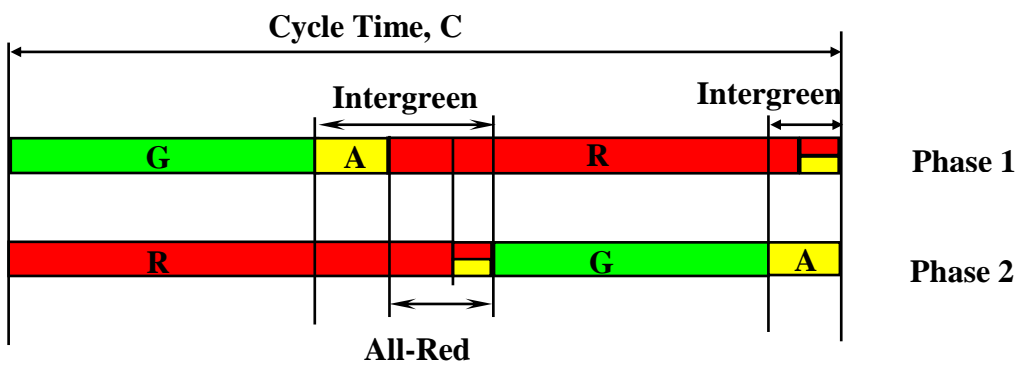 Cycle Time, C
Intergreen
Intergreen
G
A
R
Phase 1
R
G
A
Phase 2
All-Red